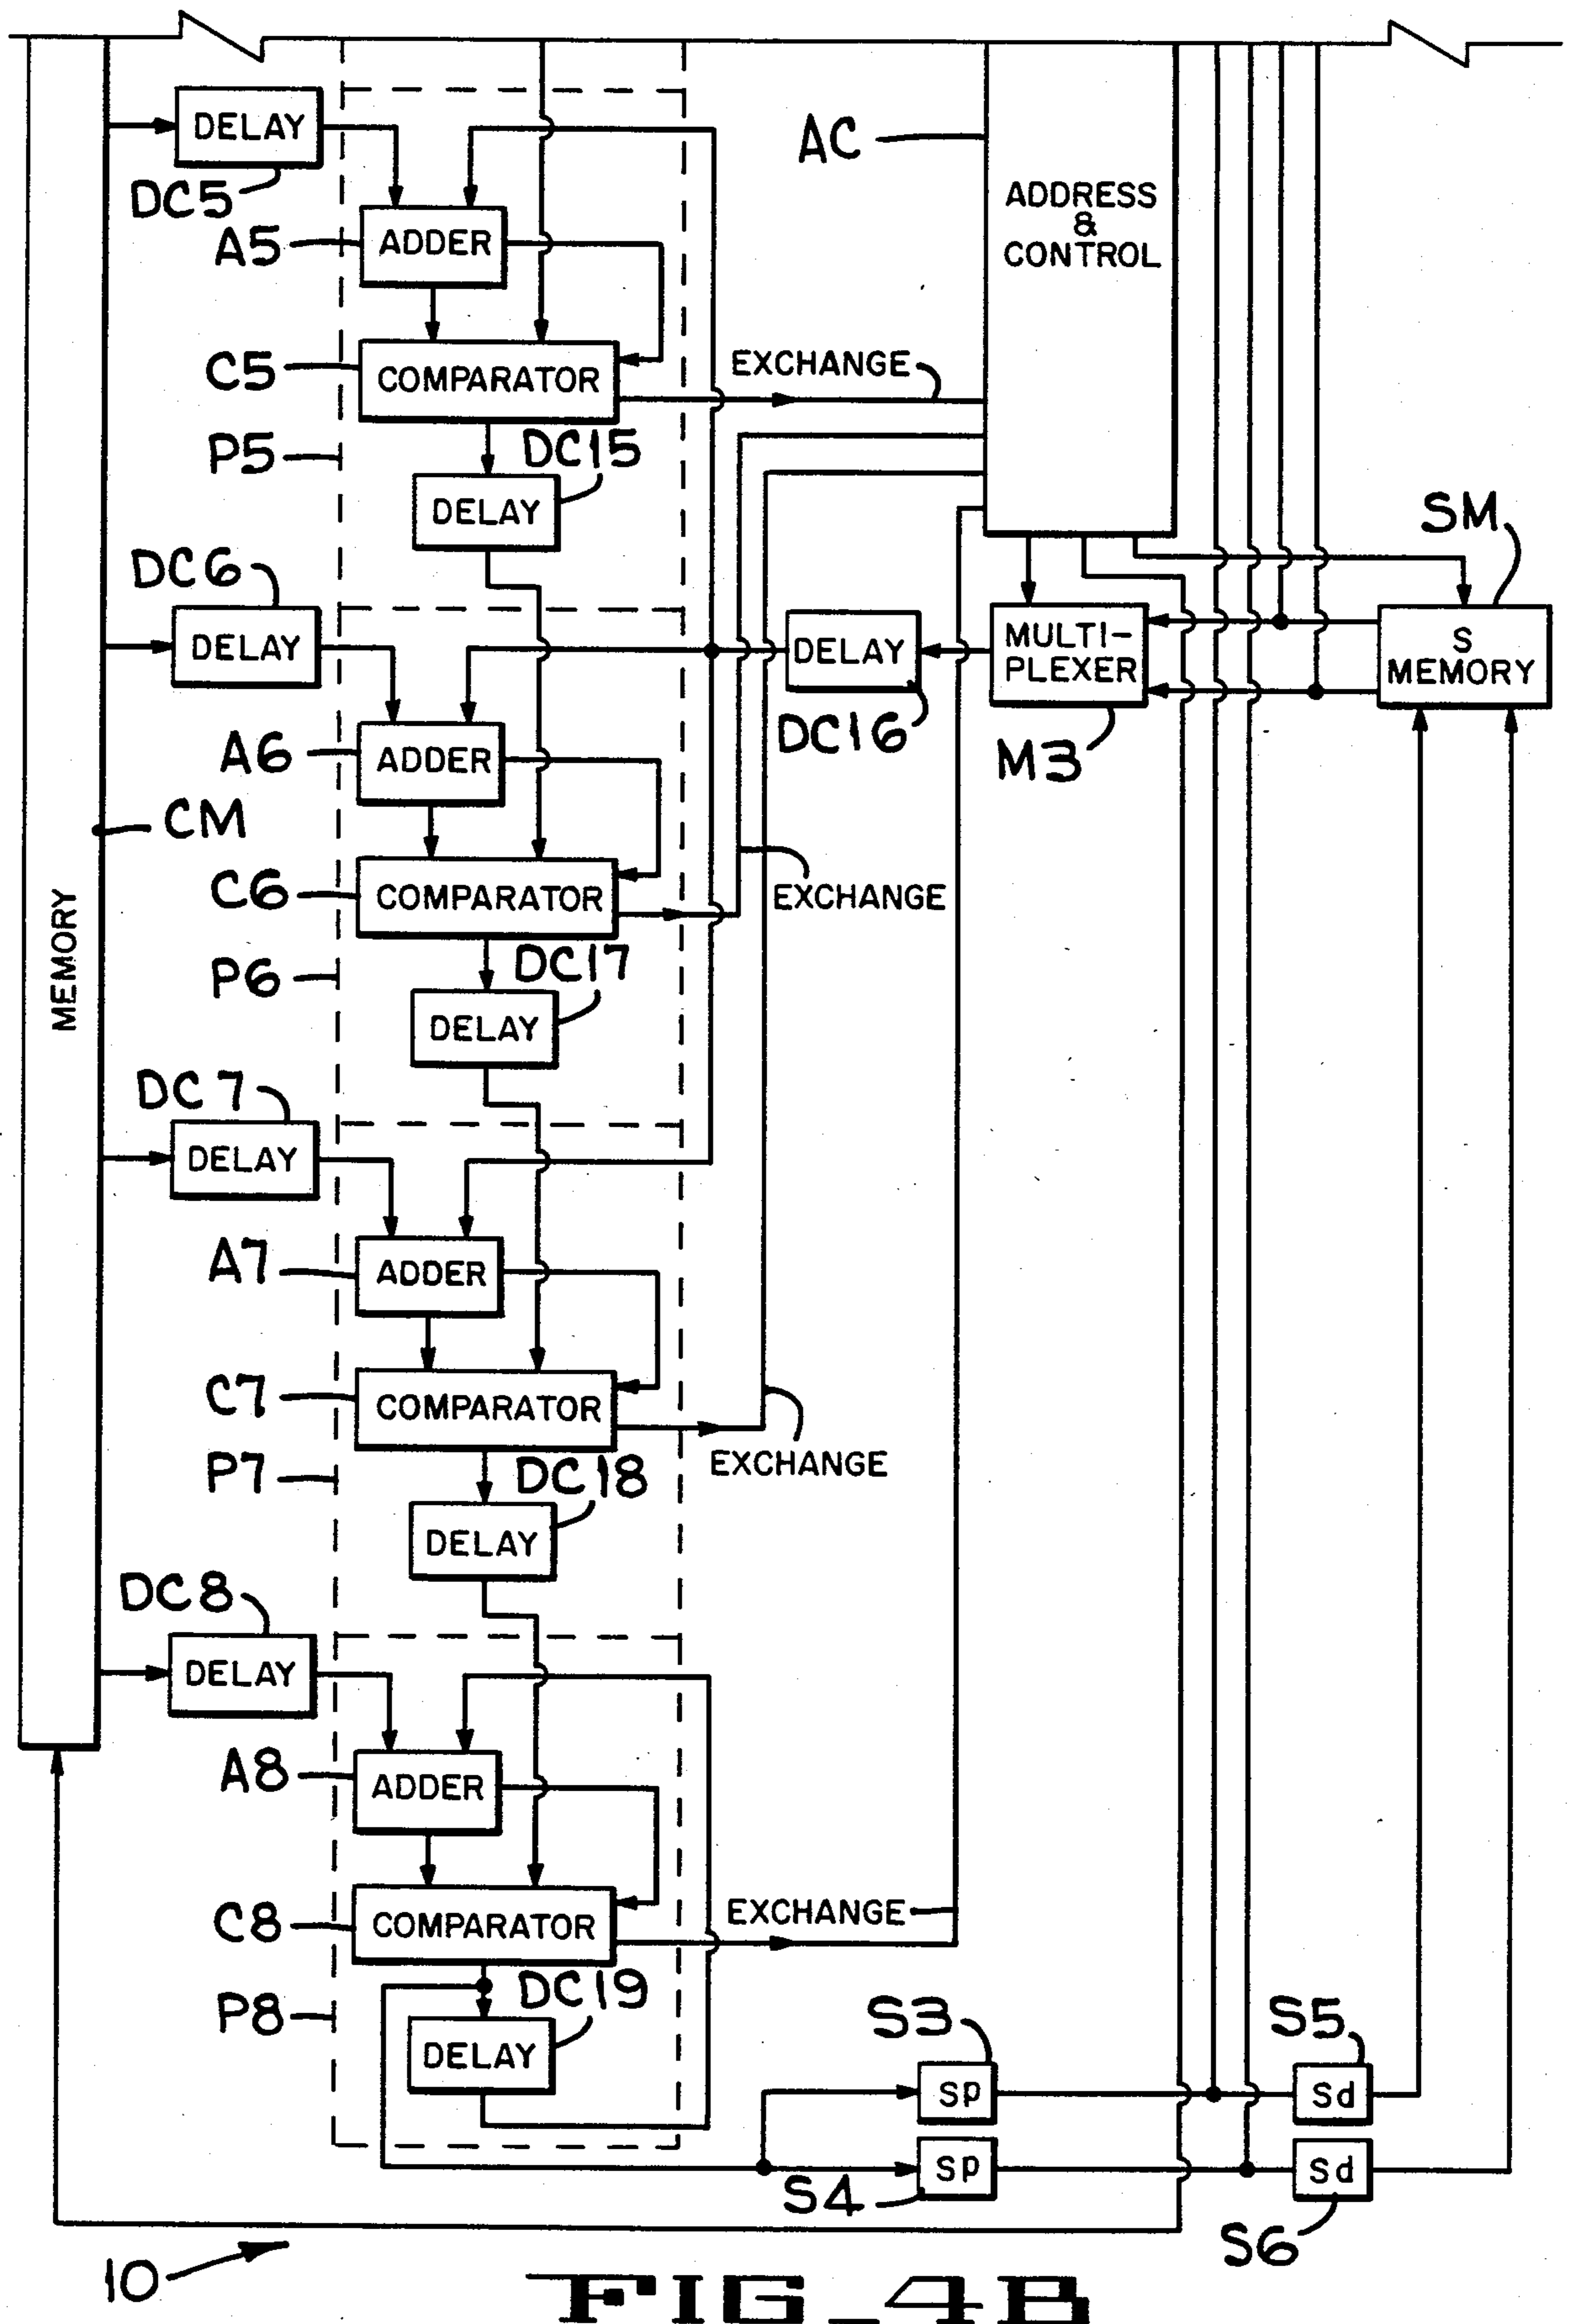 DELAY
DC5
AC
ADDRESS
&
CONTROL
A5
ADDER
C5
COMPARATOR
EXCHANGE
P5
DC15
DELAY
SM
DC6
DELAY
DELAY
MULTI-
PLEXER
S
MEMORY
DC16
M3
A6
ADDER
CM
C6
COMPARATOR
EXCHANGE
MEMORY
P6
DC17
DELAY
DC7
DELAY
A7
ADDER
C7
COMPARATOR
EXCHANGE
P7
DC18
DELAY
DC8
DELAY
A8
ADDER
C8
COMPARATOR
EXCHANGE
P8
DC19
DELAY
S3
Sp
S5
Sd
S4
Sp
Sd
S6
10
FIG_4B